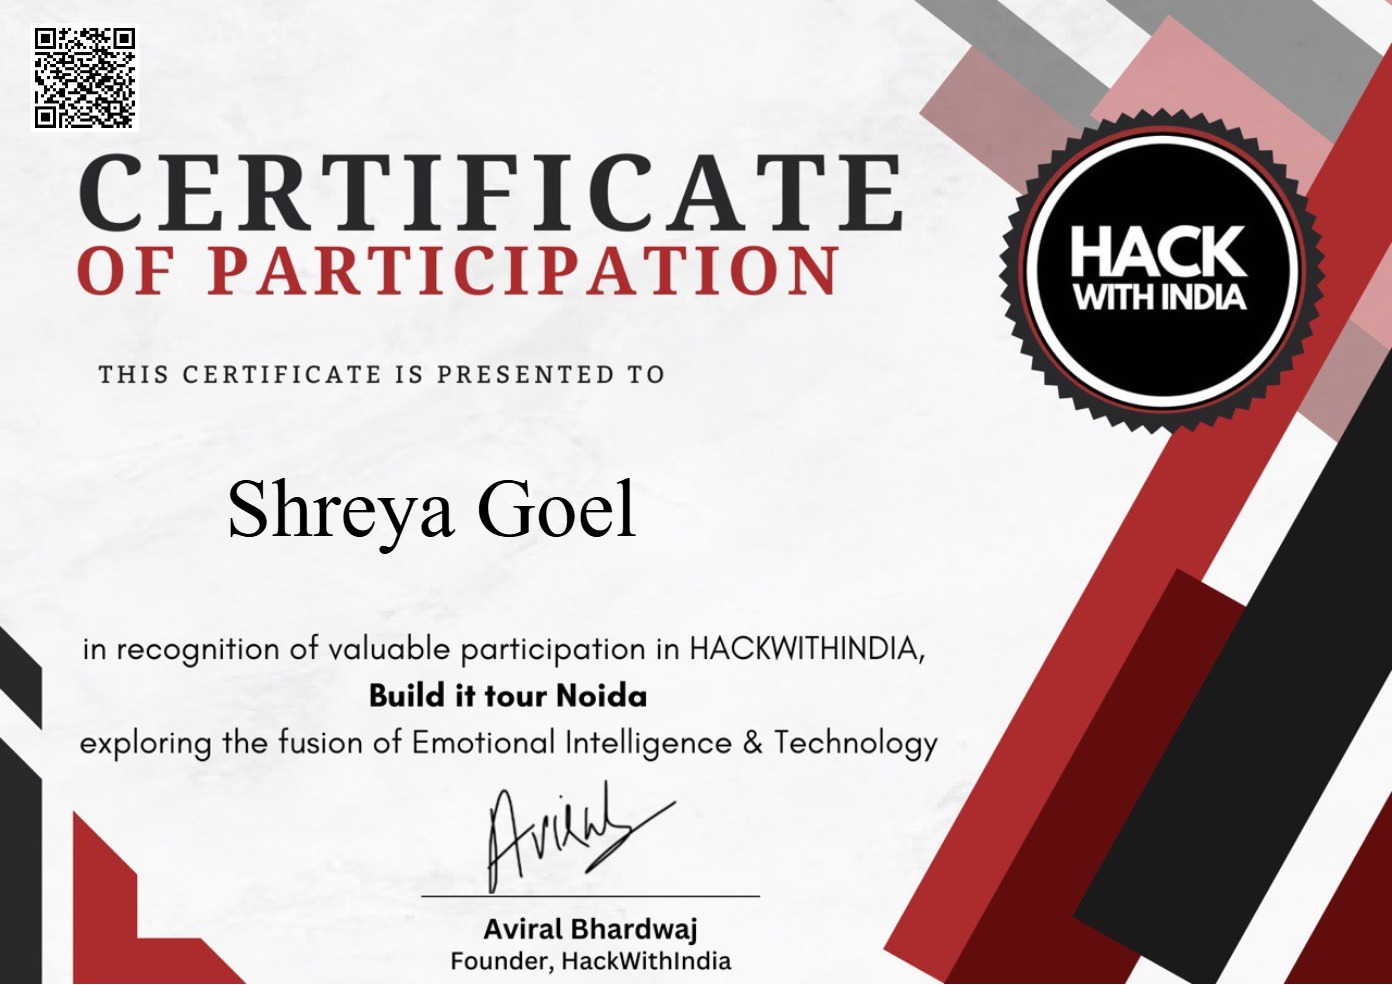 CERTIFICATE
OF PARTICIPATION
HACK
WITH INDIA
THIS CERTIFICATE IS PRESENTED TO
Shreya Goel
in recognition of valuable participation in HACKWITHINDIA,
Build it tour Noida
exploring the fusion of Emotional Intelligence & Technology
Aviral
Aviral Bhardwaj
Founder, HackWithIndia